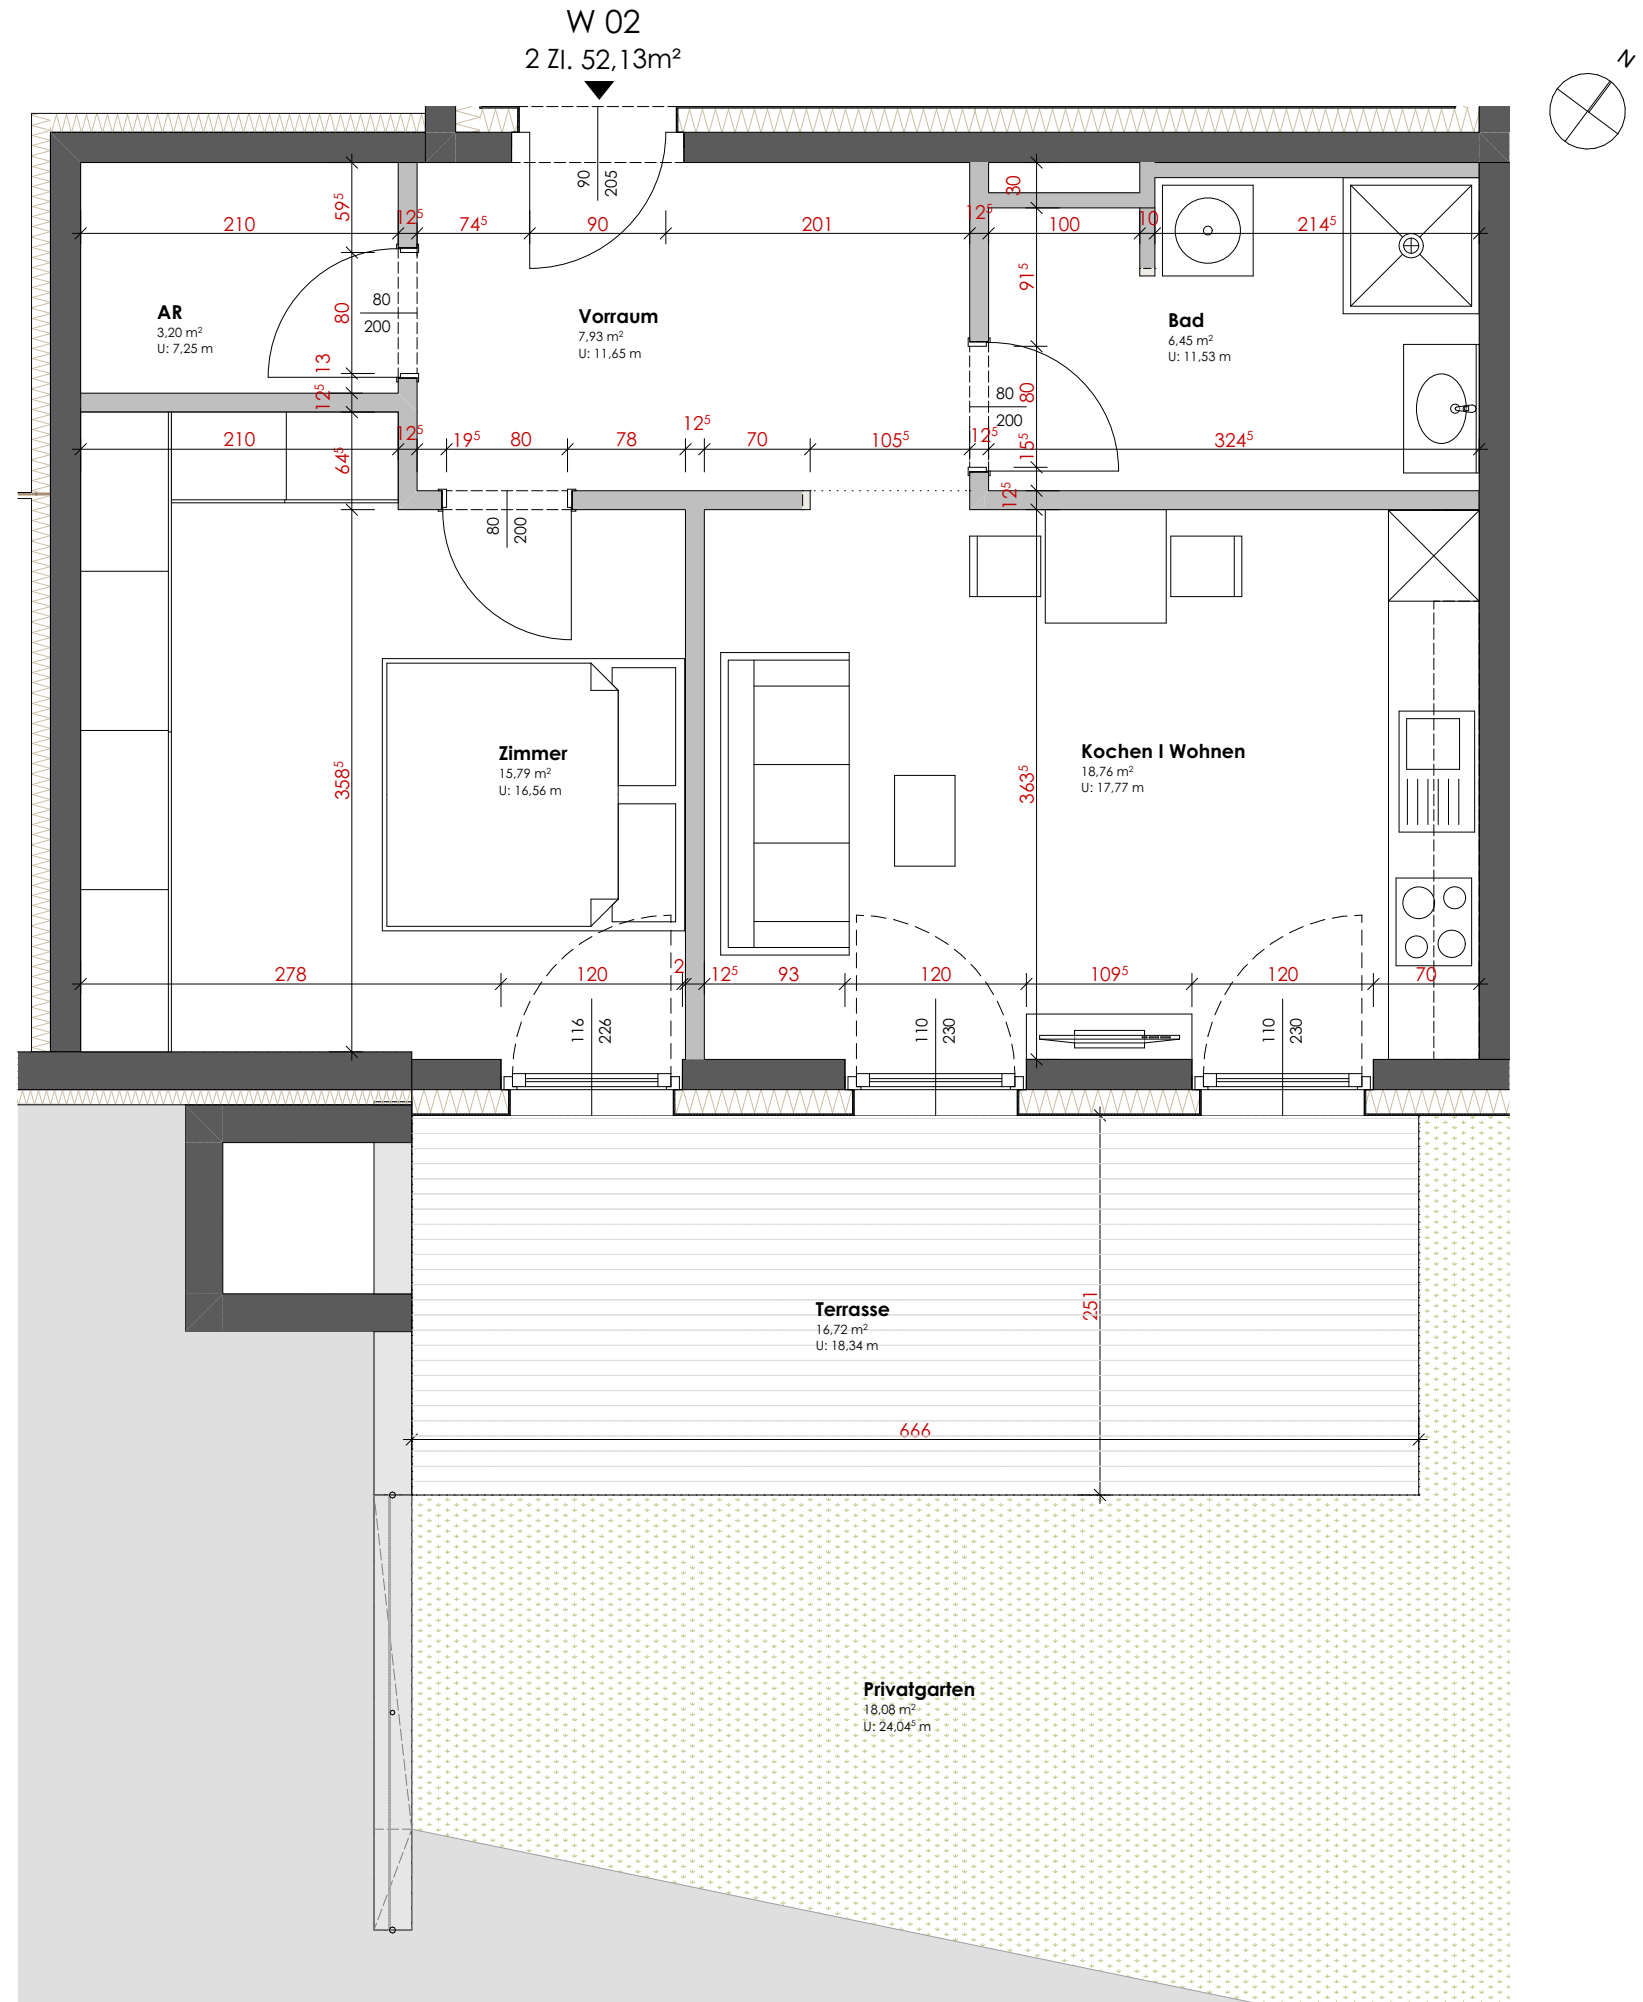 W 02
2 ZI. 52,13m²
N
90
205
59⁵
30
210
12⁵
74⁵
90
201
12⁵
100
10
214⁵
91⁵
AR
3,20 m²
U: 7,25 m
80
80
200
13
12⁵
Vorraum
7,93 m²
U: 11,65 m
Bad
6,45 m²
U: 11,53 m
80
200
80
15⁵
12⁵
210
12⁵
19⁵
80
78
12⁵
70
105⁵
12⁵
324⁵
64⁵
80
200
Zimmer
15,79 m²
U: 16,56 m
358⁵
Kochen I Wohnen
18,76 m²
U: 17,77 m
363⁵
278
120
2
12⁵
93
120
109⁵
120
70
116
226
110
230
110
230
Terrasse
16,72 m²
U: 18,34 m
251
666
Privatgarten
18,08 m²
U: 24,04⁵ m